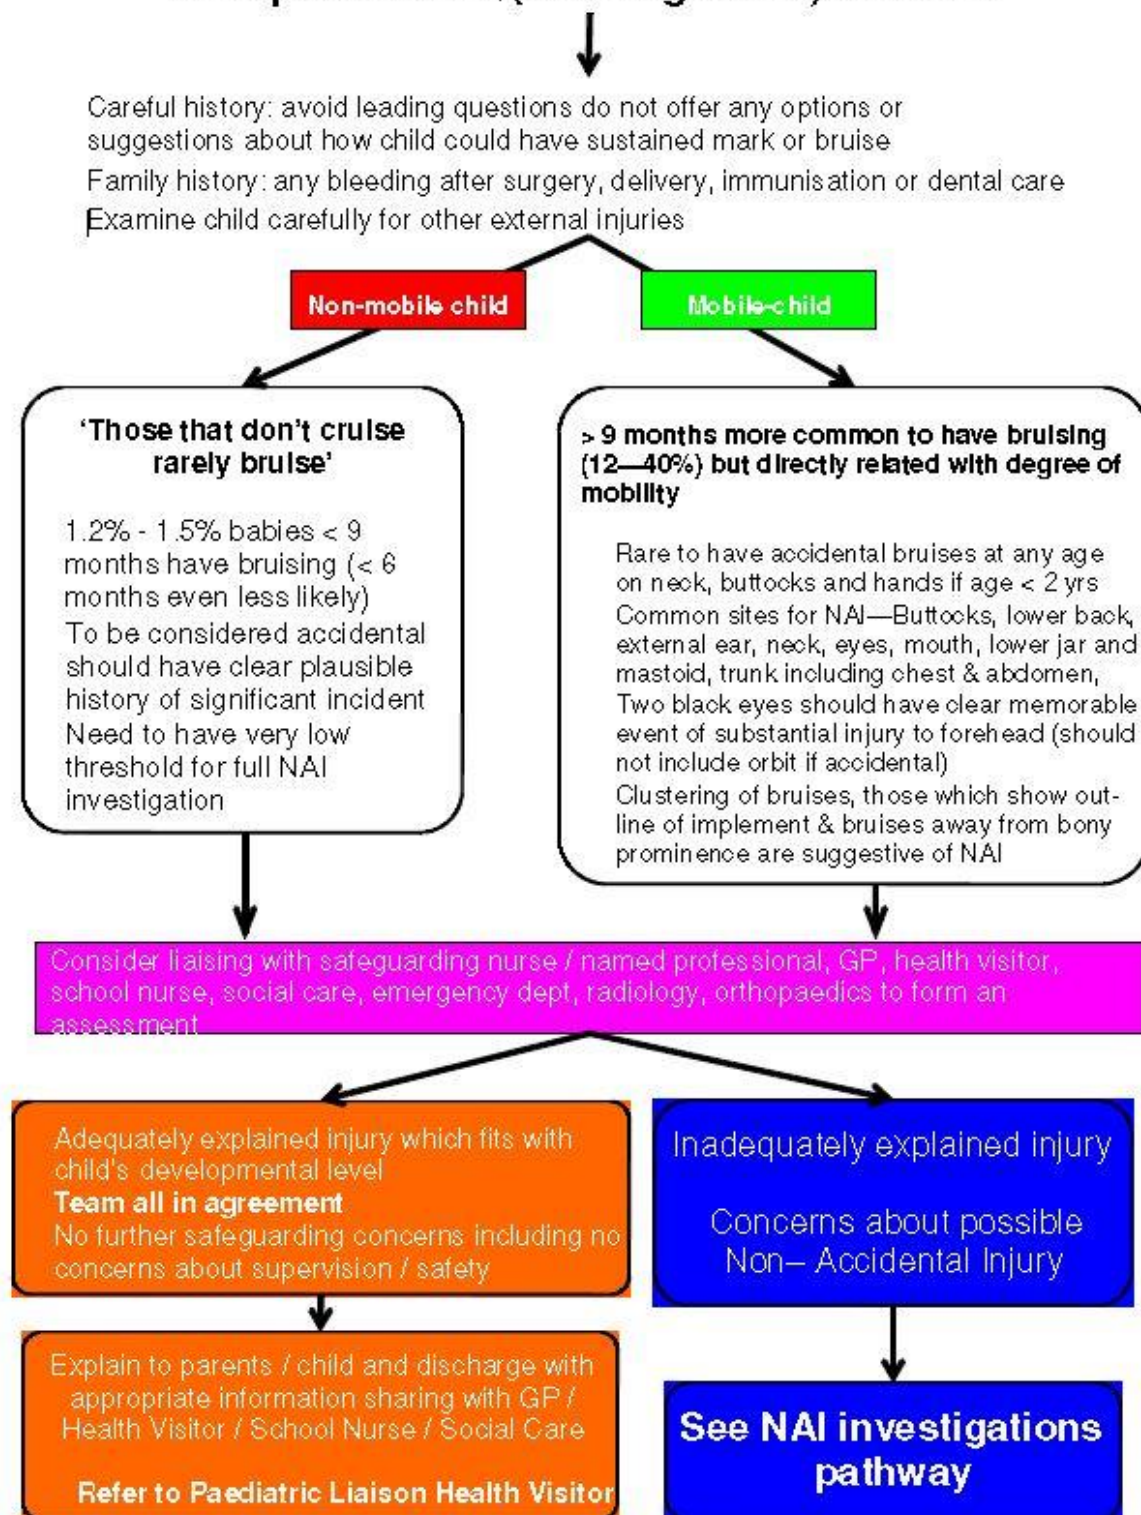 Careful history: avoid leading questions do not offer any options or
suggestions about how child could have sustained mark or bruise
Family history: any bleeding after surgery, delivery, immunisation or dental care
Examine child carefully for other external injuries
Non-mobile child
Mobile-child
‘Those that don’t cruise
rarely bruise’
1.2% - 1.5% babies < 9
months have bruising (< 6
months even less likely)
To be considered accidental
should have clear plausible
history of significant incident
Need to have very low
threshold for full NAI
investigation
> 9 months more common to have bruising
(12—40%) but directly related with degree of
mobility
Rare to have accidental bruises at any age
on neck, buttocks and hands if age < 2 yrs
Common sites for NAI—Buttocks, lower back,
external ear, neck, eyes, mouth, lower jar and
mastoid, trunk including chest & abdomen,
Two black eyes should have clear memorable
event of substantial injury to forehead (should
not include orbit if accidental)
Clustering of bruises, those which show out-
line of implement & bruises away from bony
prominence are suggestive of NAI
Consider liaising with safeguarding nurse / named professional, GP, health visitor,
school nurse, social care, emergency dept, radiology, orthopaedics to form an
assessment
Adequately explained injury which fits with
child's developmental level
Team all in agreement
No further safeguarding concerns including no
concerns about supervision / safety
Inadequately explained injury
Concerns about possible
Non– Accidental Injury
Explain to parents / child and discharge with
appropriate information sharing with GP /
Health Visitor / School Nurse / Social Care
Refer to Paediatric Liaison Health Visitor
See NAI investigations
pathway